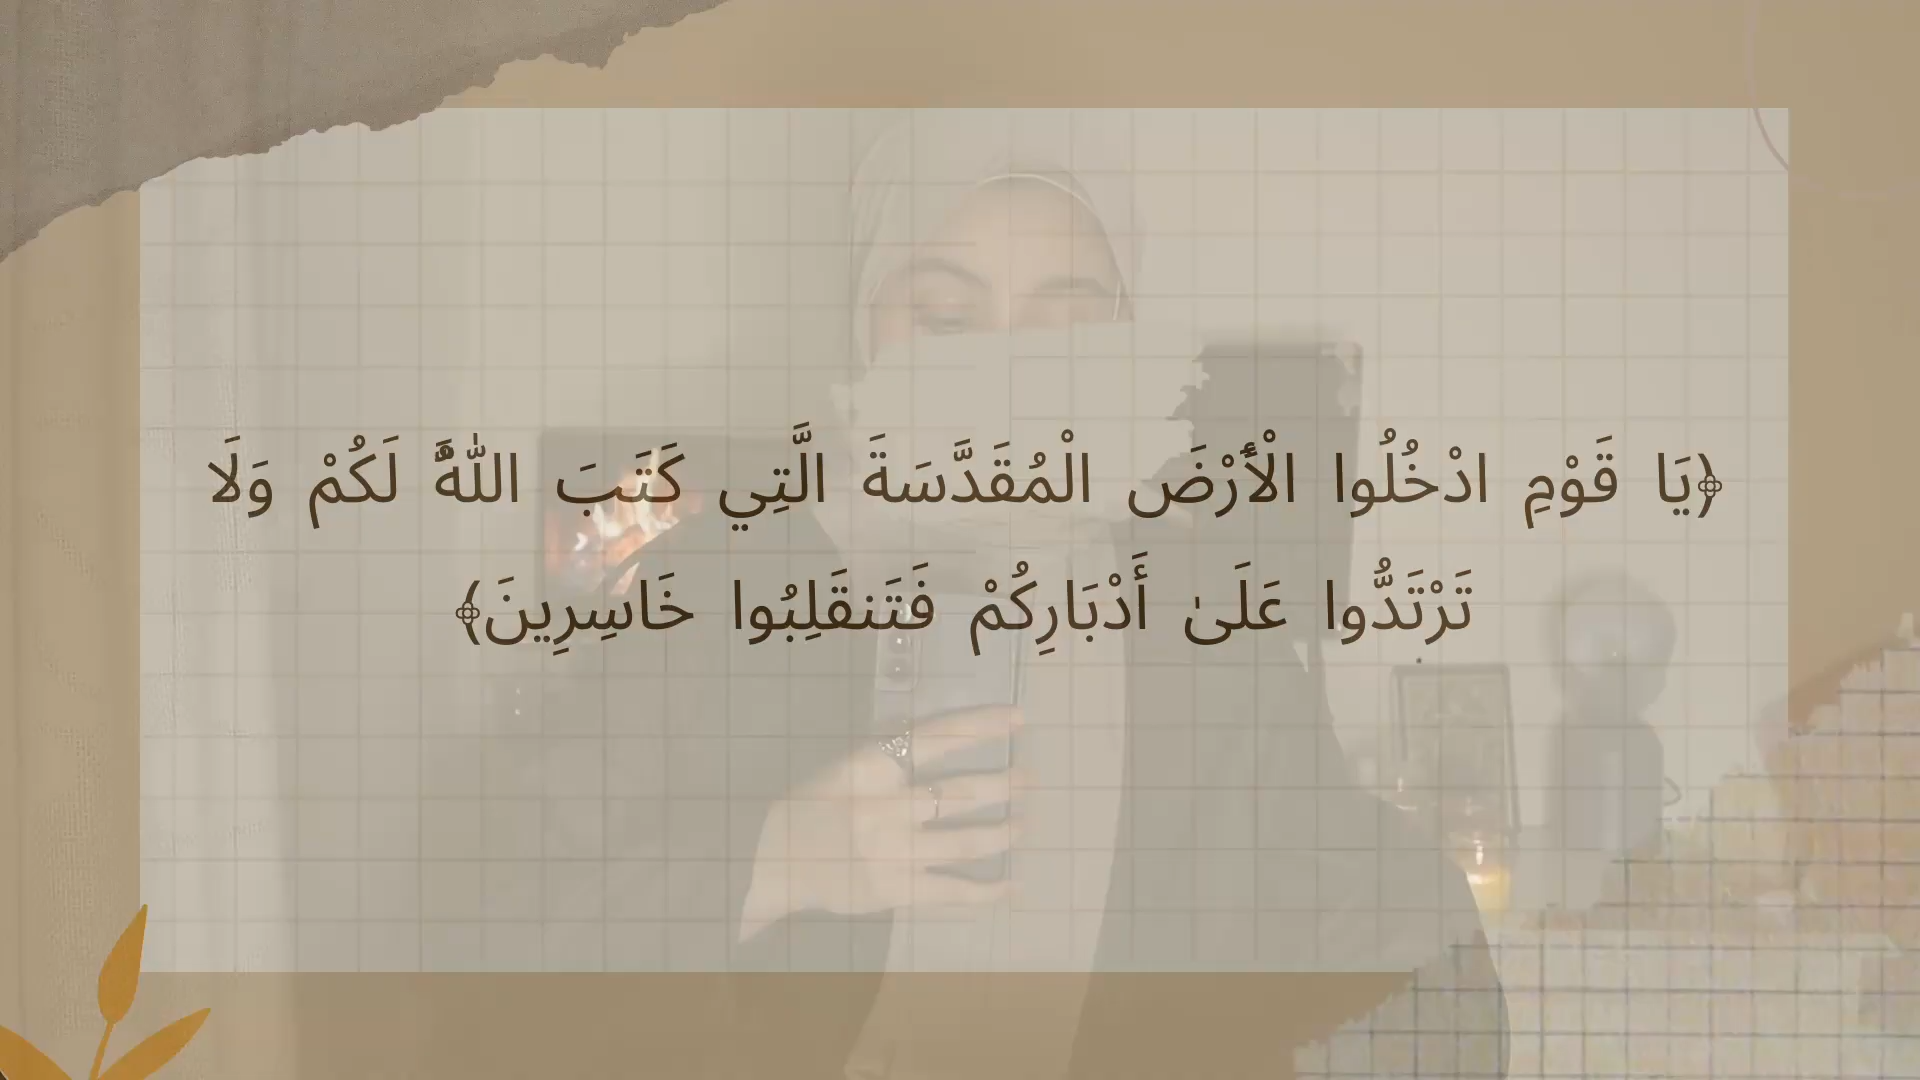 ﴿يَا قَوْمِ ادْخُلُوا الْأَرْضَ الْمُقَدَّسَةَ الَّتِي كَتَبَ اللَّهُ لَكُمْ وَلَا
تَرْتَدُّوا عَلَىٰ أَدْبَارِكُمْ فَتَنقَلِبُوا خَاسِرِينَ﴾